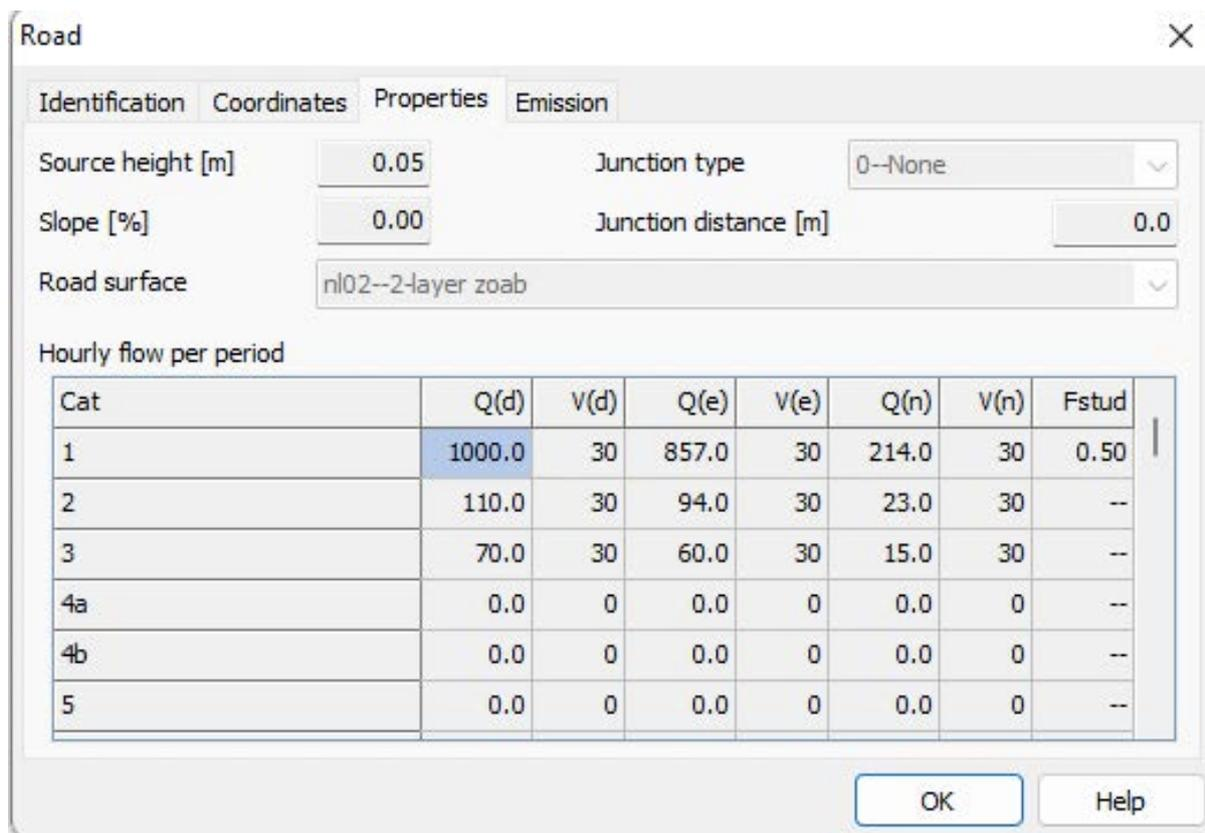 Road
Identification Coordinates Properties Emission
Source height [m] 0.05 Junction type 0--None
Slope [%] 0.00 Junction distance [m] 0.0
Road surface nl02--2-layer zoab
Hourly flow per period
Cat Q(d) V(d) Q(e) V(e) Q(n) V(n) Fstud
1 1000.0 30 857.0 30 214.0 30 0.50
2 110.0 30 94.0 30 23.0 30 --
3 70.0 30 60.0 30 15.0 30 --
4a 0.0 0 0.0 0 0.0 0 --
4b 0.0 0 0.0 0 0.0 0 --
5 0.0 0 0.0 0 0.0 0 --
OK Help